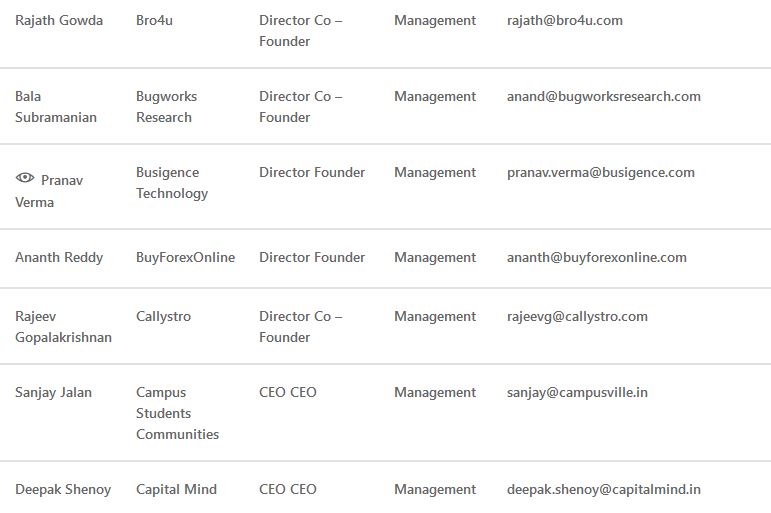 Rajath Gowda Bro4u Director Co – Management rajath@bro4u.com
Founder
Bala Bugworks Director Co – Management anand@bugworksresearch.com
Subramanian Research Founder
Pranav Busigence Director Founder Management pranav.verma@busigence.com
Verma Technology
Ananth Reddy BuyForexOnline Director Founder Management ananth@buyforexonline.com
Rajeev Callystro Director Co – Management rajeevg@callystro.com
Gopalakrishnan Founder
Sanjay Jalan Campus CEO CEO Management sanjay@campusville.in
Students
Communities
Deepak Shenoy Capital Mind CEO CEO Management deepak.shenoy@capitalmind.in